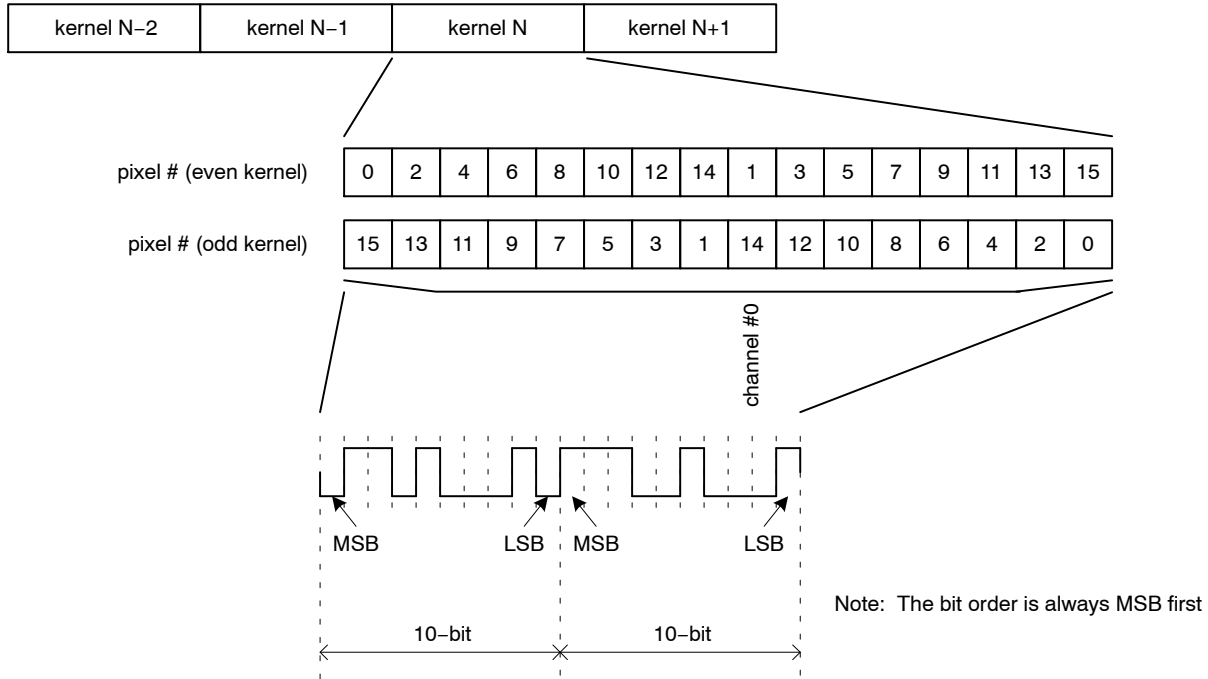 kernel N−2 kernel N−1 kernel N kernel N+1
pixel # (even kernel) 0 2 4 6 8 10 12 14 1 3 5 7 9 11 13 15
pixel # (odd kernel) 15 13 11 9 7 5 3 1 14 12 10 8 6 4 2 0
channel #0
MSB LSB MSB LSB
Note: The bit order is always MSB first
10−bit 10−bit